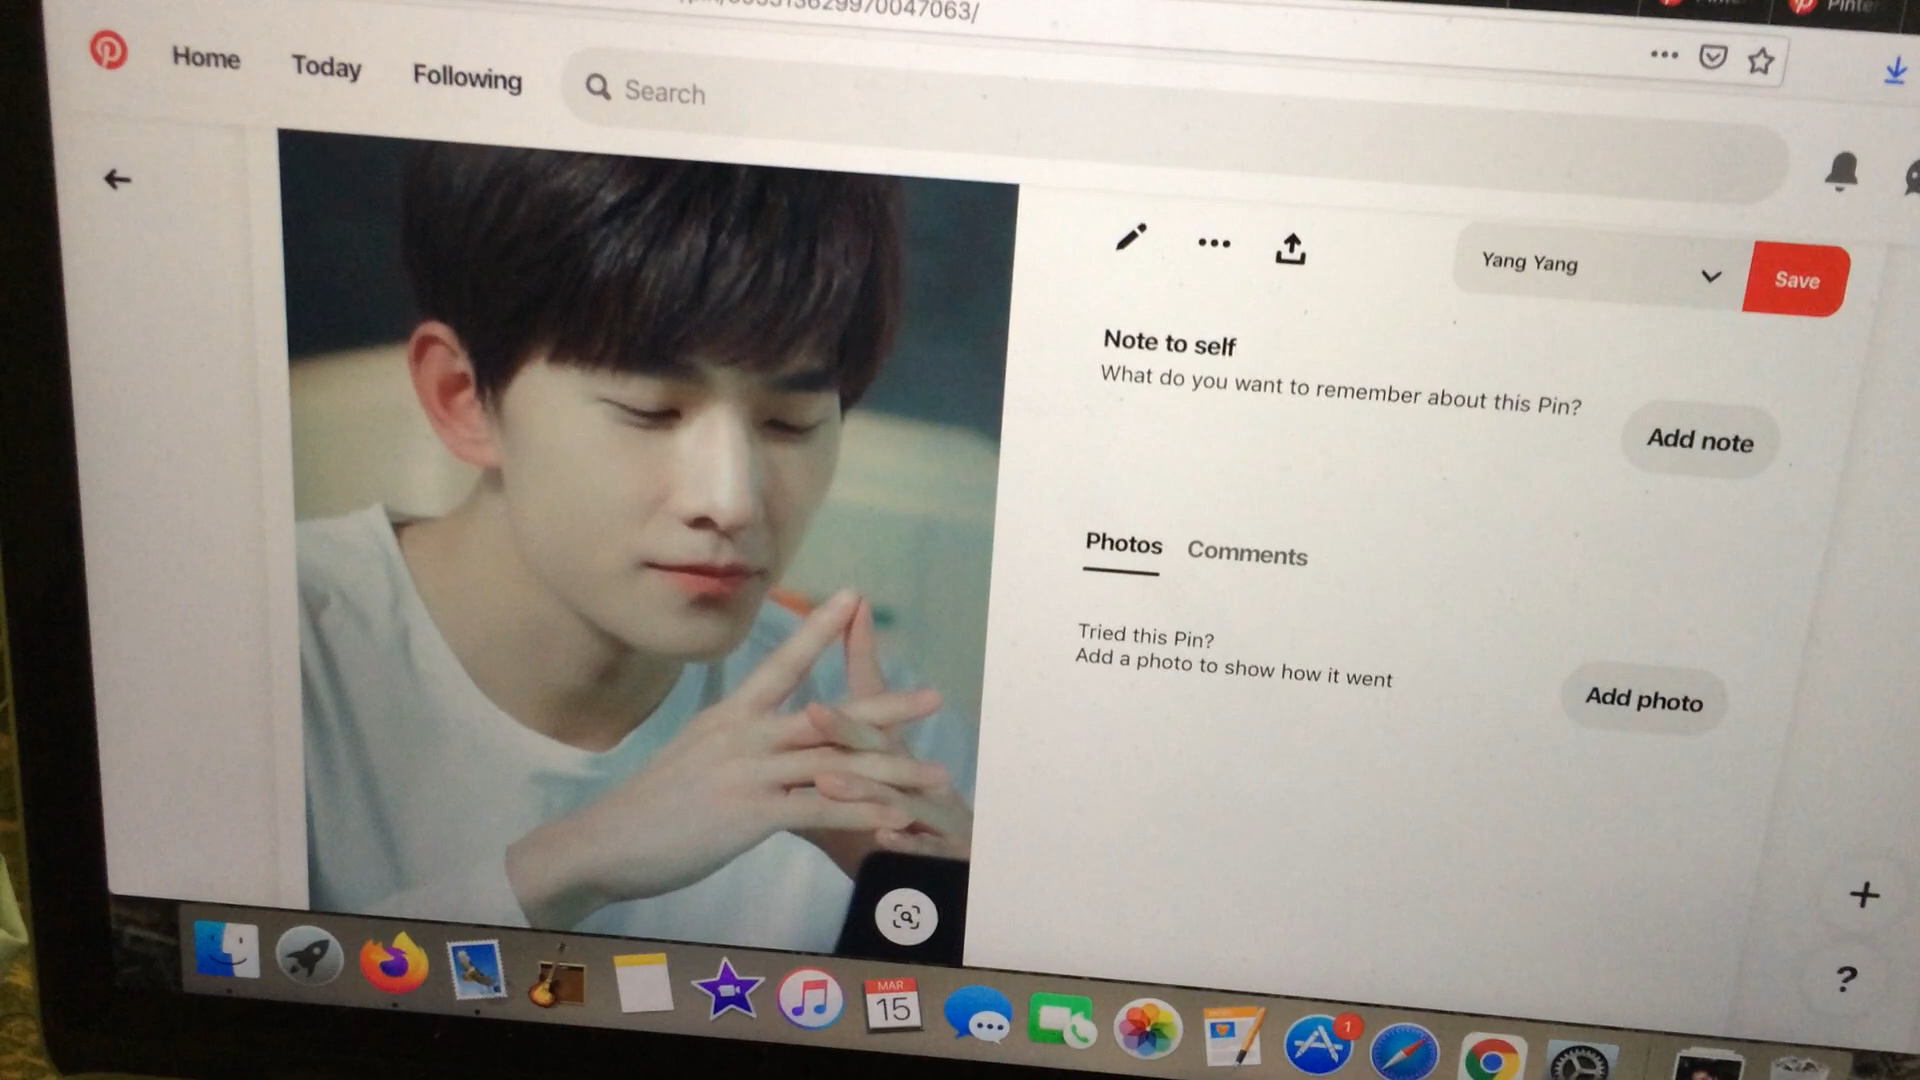 Home Today Following Search
Yang Yang
Save
Note to self
What do you want to remember about this Pin?
Add note
Photos Comments
Tried this Pin?
Add a photo to show how it went
Add photo
+
?
MAR
15
1